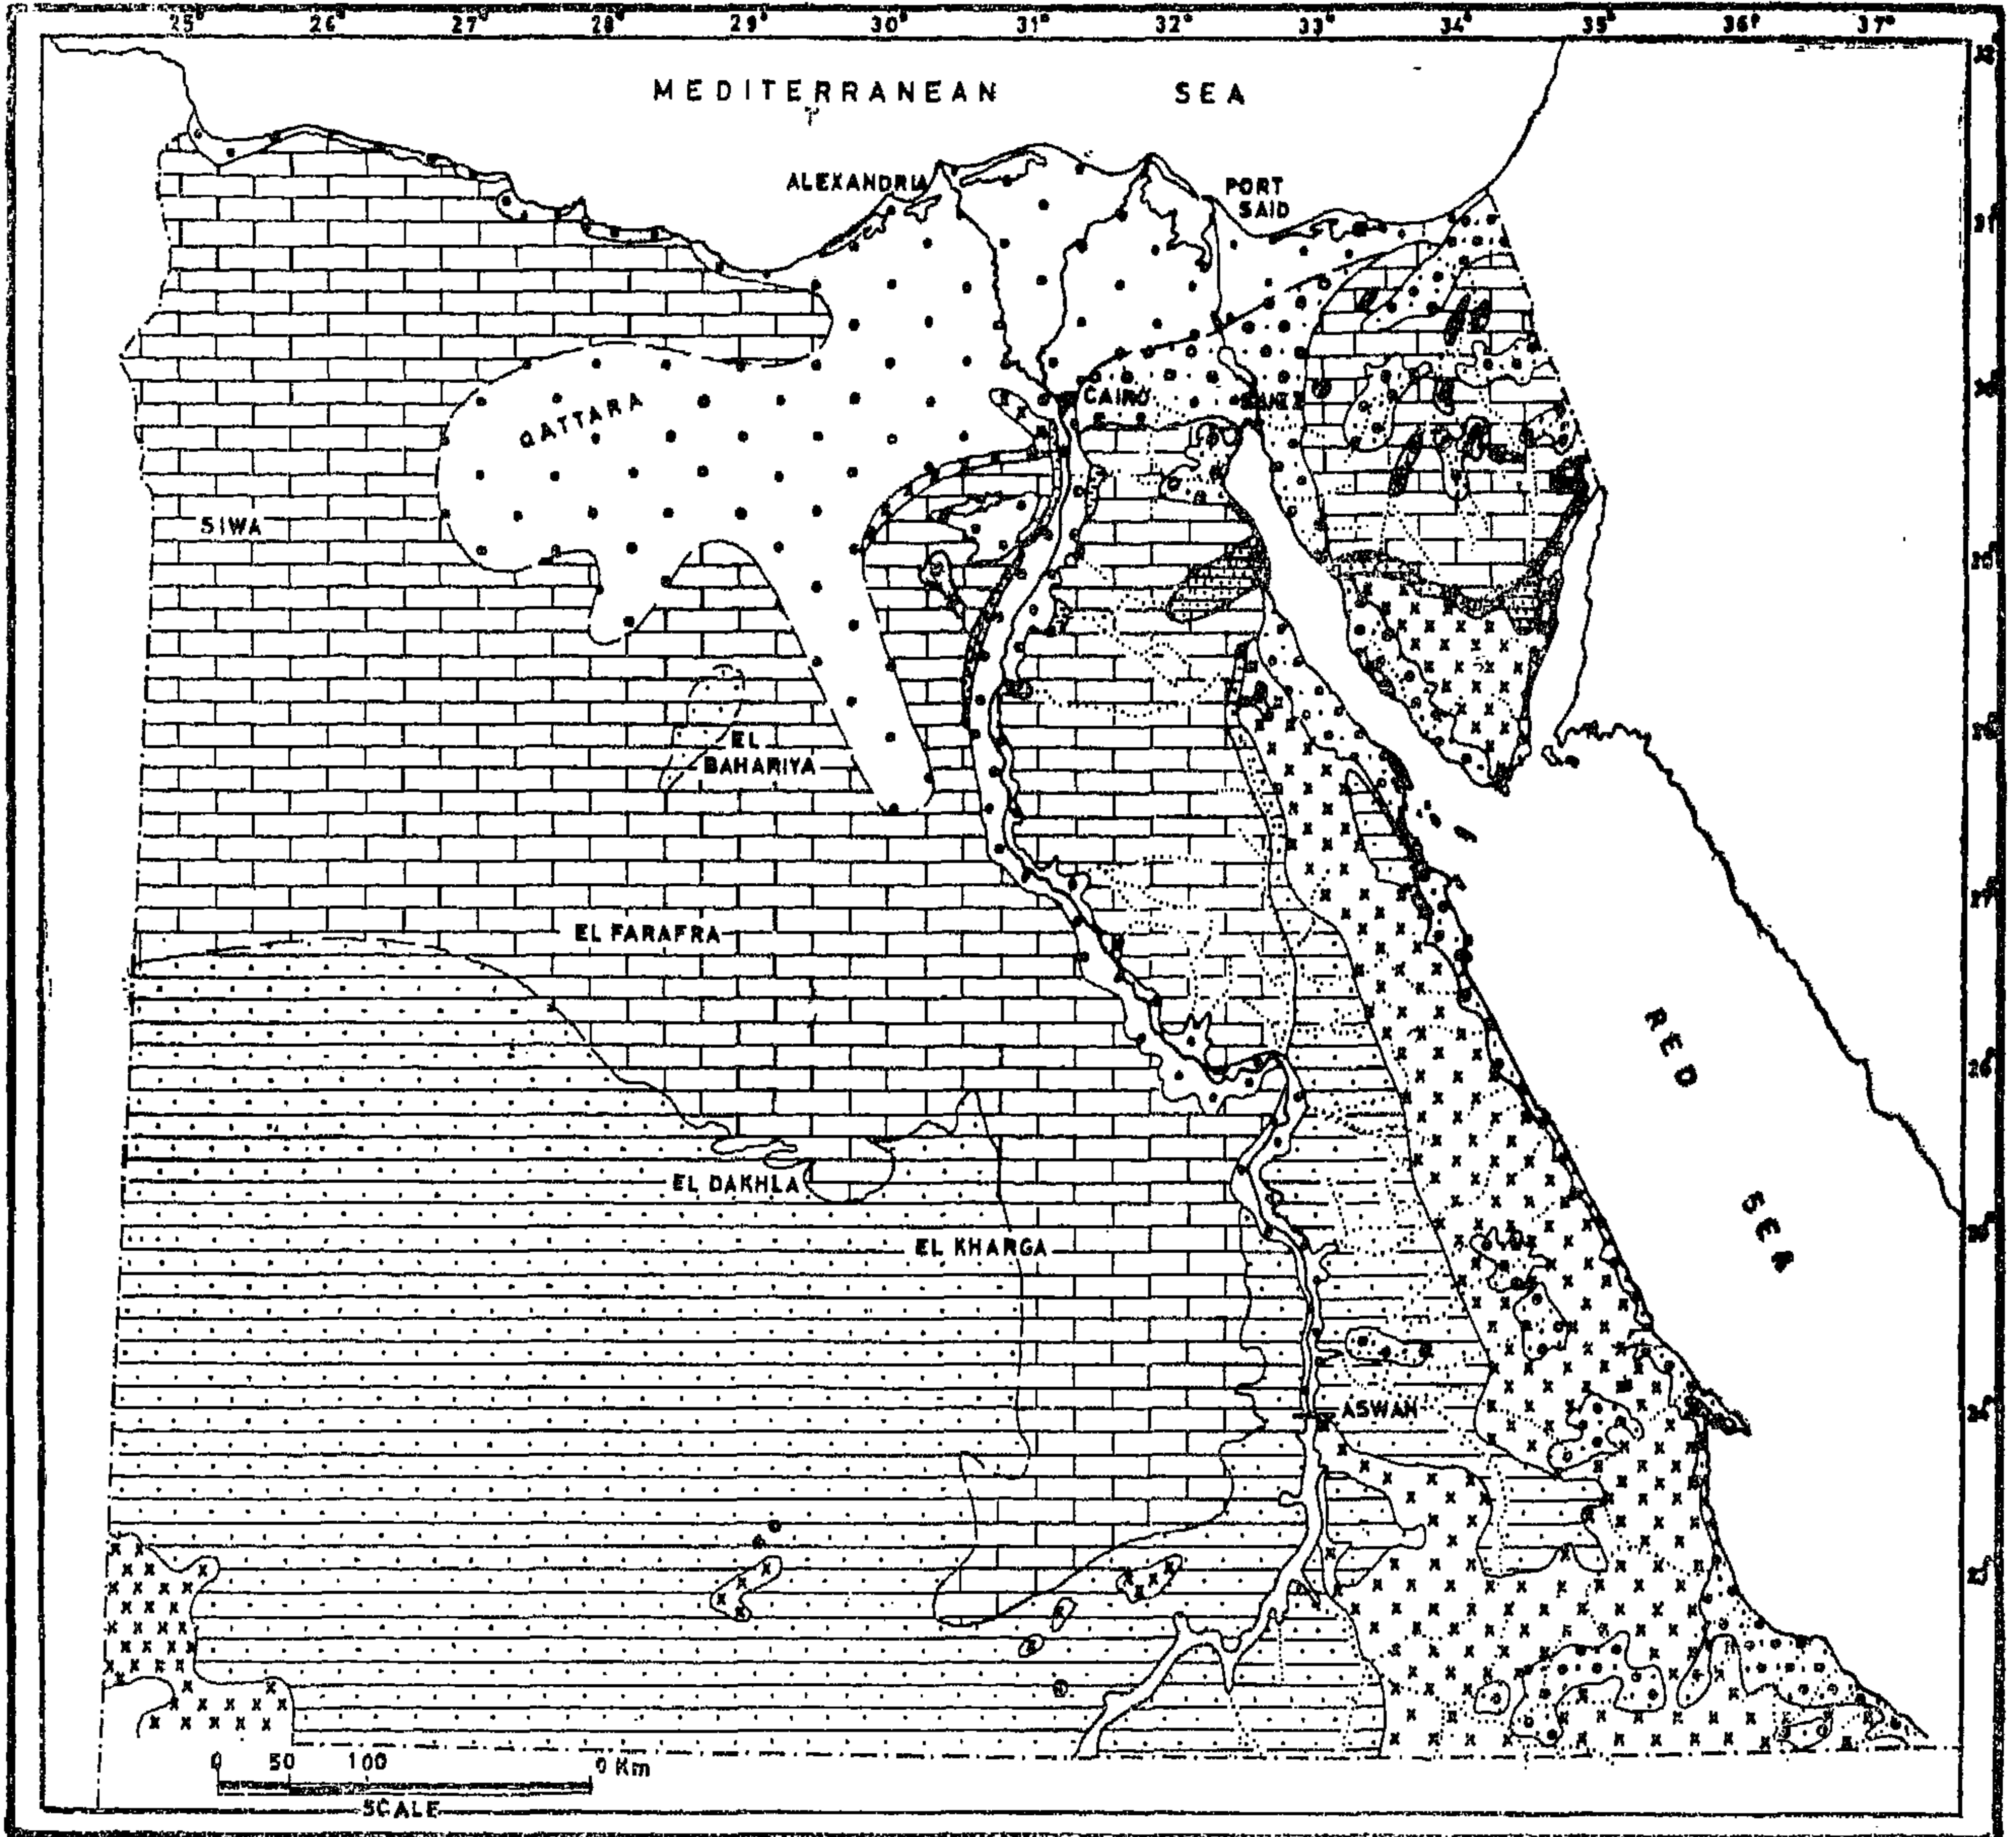 25° 26° 27° 28° 29° 30° 31° 32° 33° 34° 35° 36° 37°
MEDITERRANEAN SEA
ALEXANDRIA
PORT
SAID
CAIRO
QATTARA
SIWA
EL
BAHARIYA
EL FARAFRA
27°
RED SEA
26°
EL DAKHLA
EL KHARGA
ASWAN
0 50 100 0 Km
SCALE